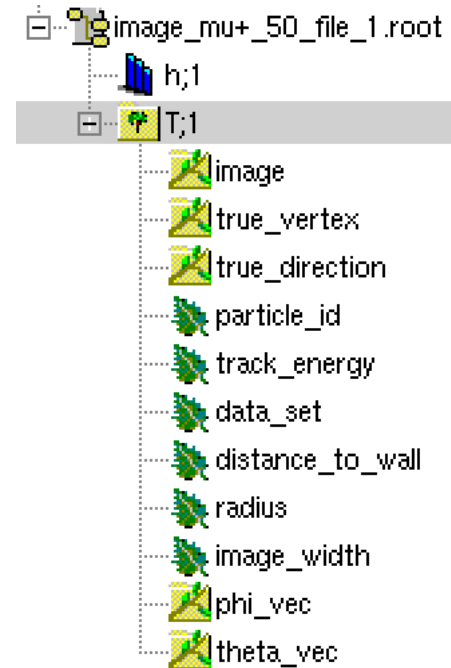 image_mu+_50_file_1.root
h;1
T;1
image
true_vertex
true_direction
particle_id
track_energy
data_set
distance_to_wall
radius
image_width
phi_vec
theta_vec